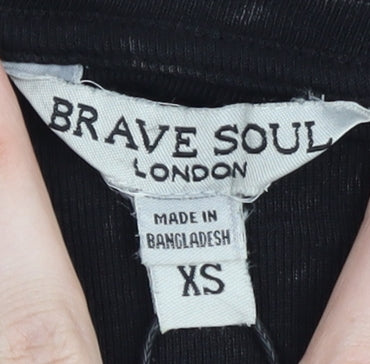 BRAVE SOUL
LONDON
MADE IN
BANGLADESH
XS